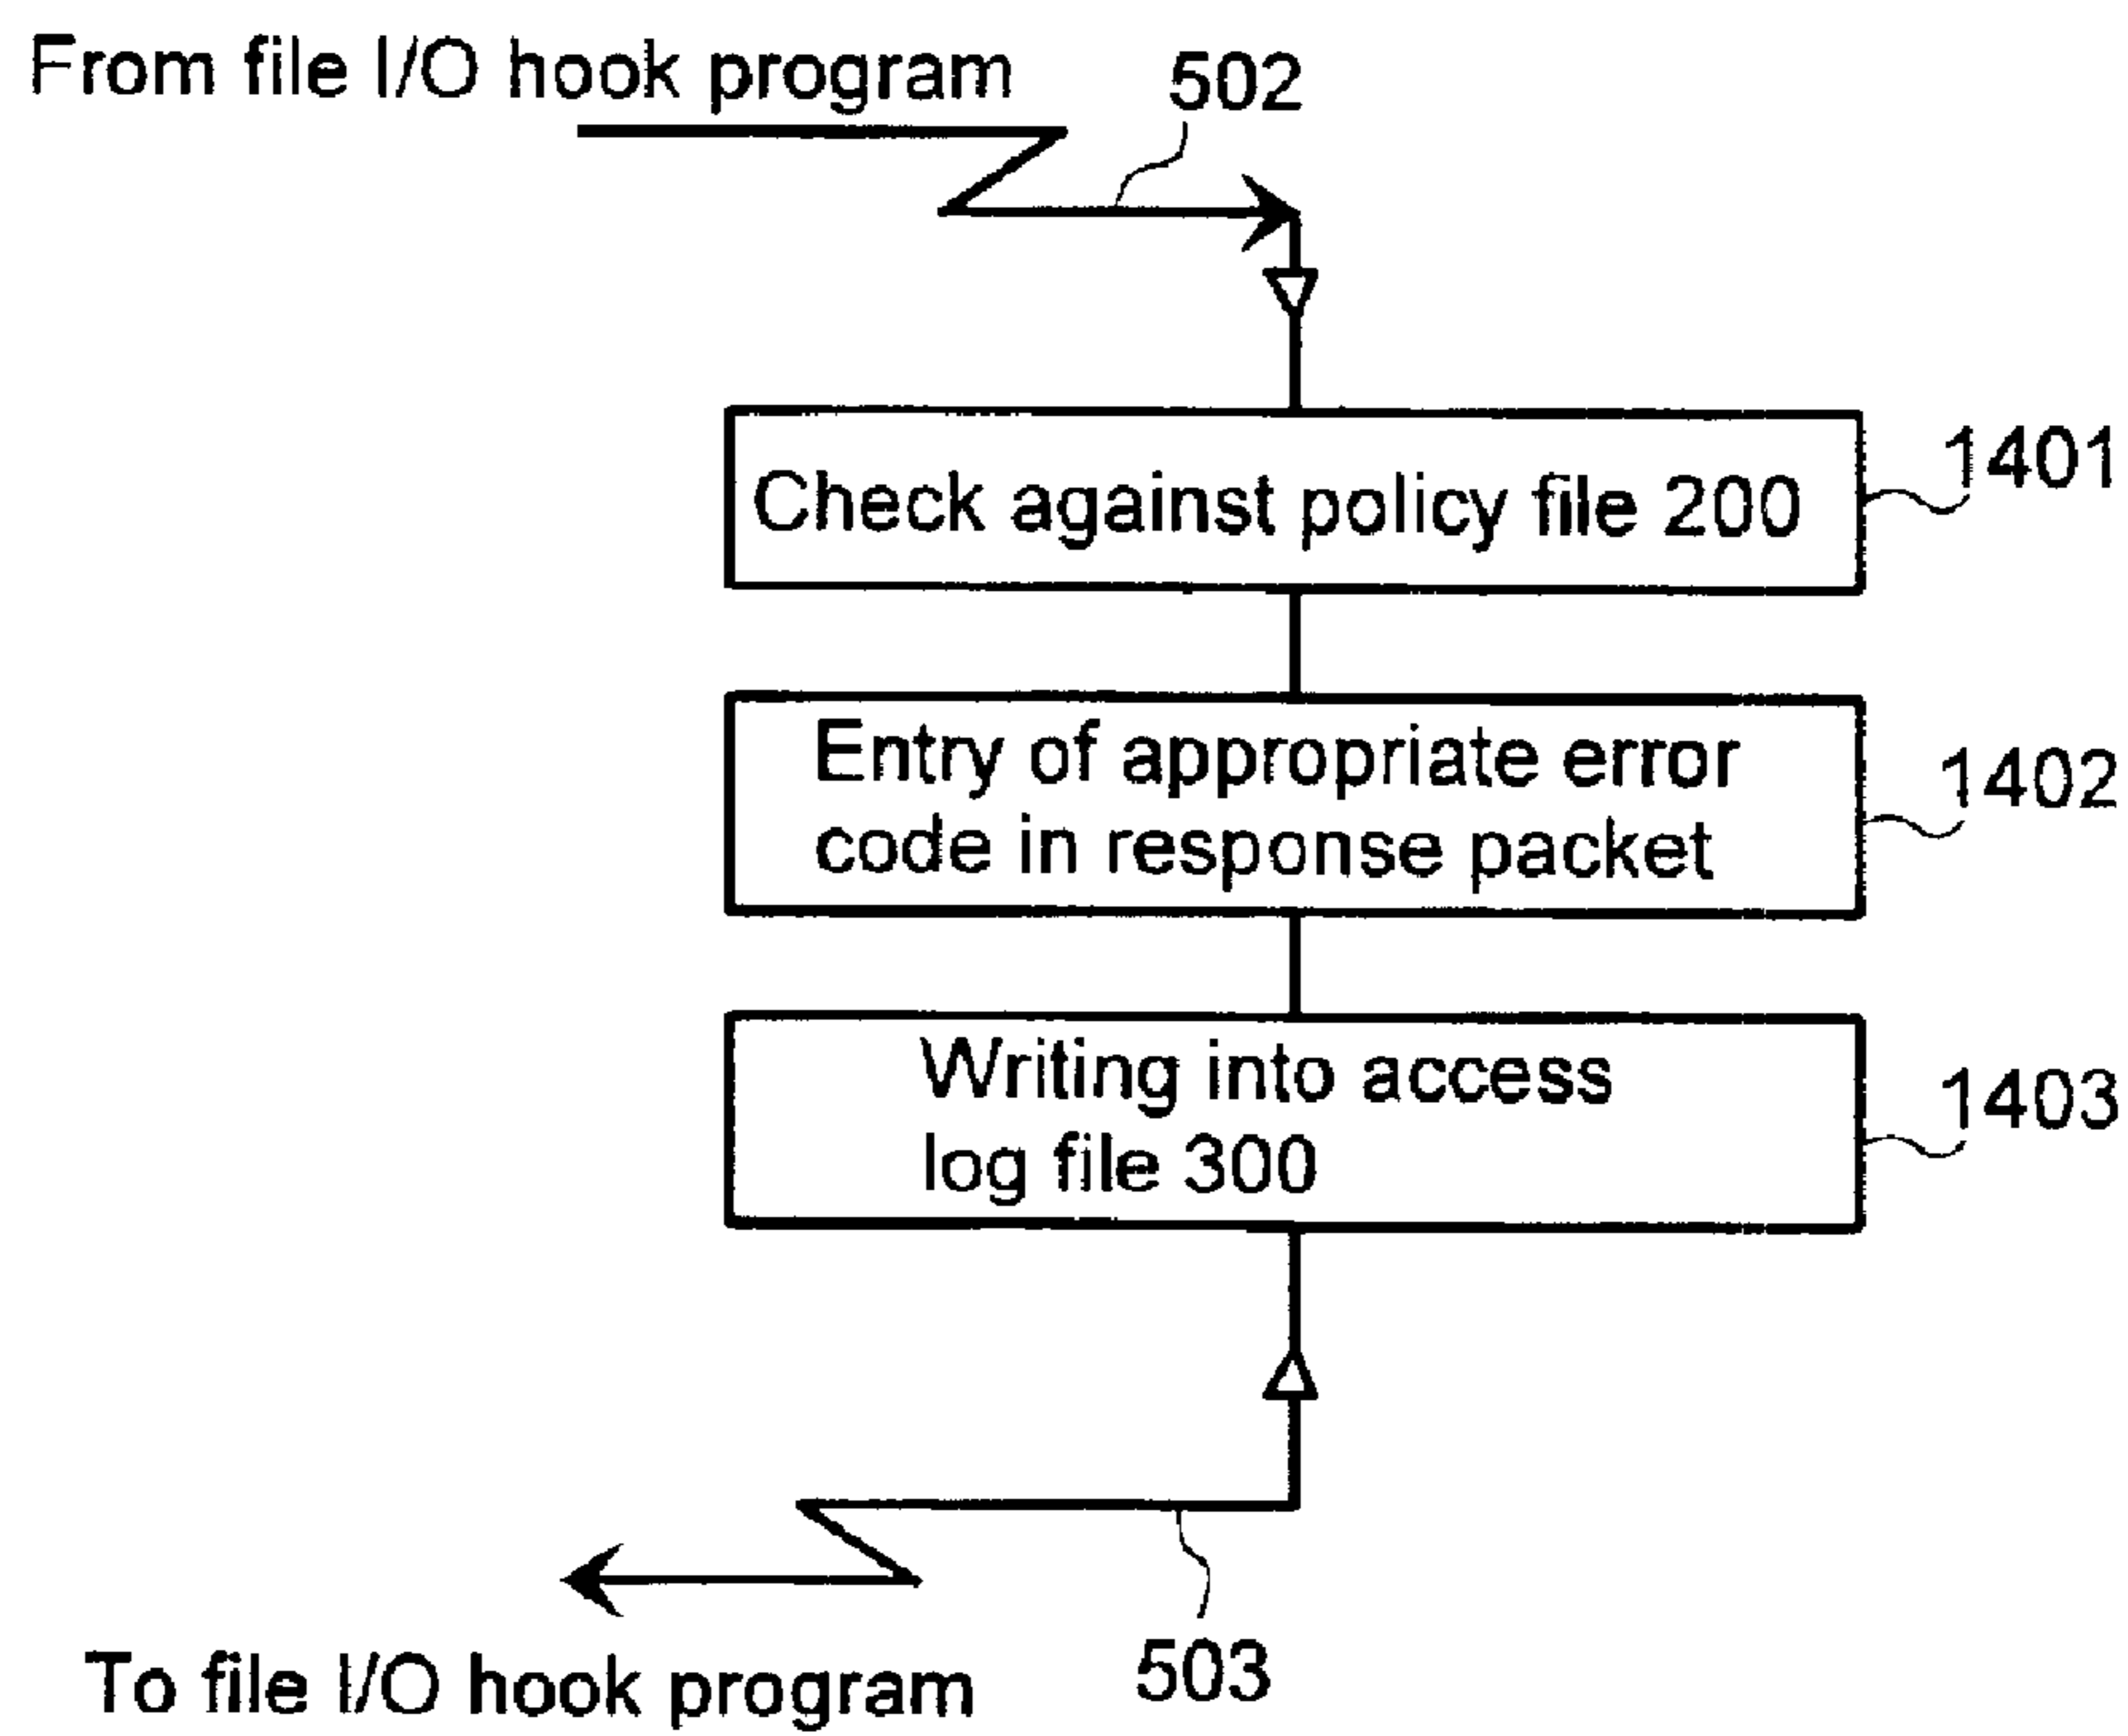 From file I/O hook program
502
Check against policy file 200
1401
Entry of appropriate error
code in response packet
1402
Writing into access
log file 300
1403
503
To file I/O hook program